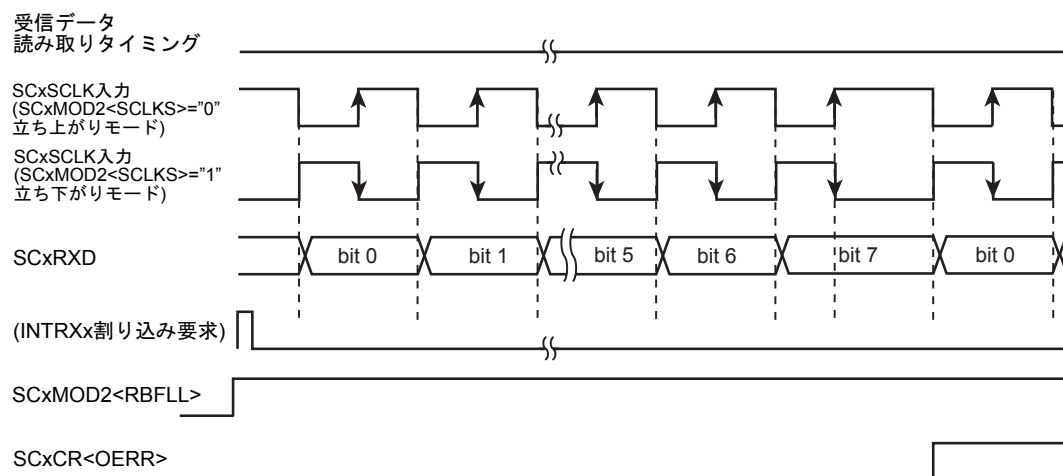 受信データ
読み取りタイミング
SCxSCLK入力
(SCxMOD2<SCLKS>="0"
立ち上がりモード)
SCxSCLK入力
(SCxMOD2<SCLKS>="1"
立ち下がりモード)
SCxRXD
bit 0
bit 1
bit 5
bit 6
bit 7
bit 0
(INTRXx割り込み要求)
SCxMOD2<RBFLL>
SCxCR<OERR>